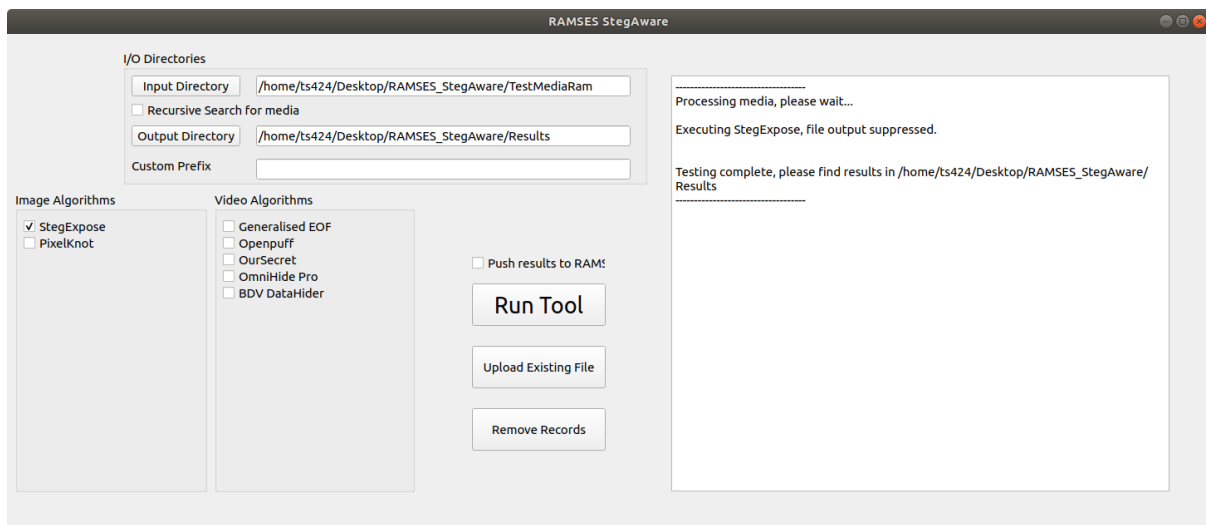 RAMSES StegAware
I/O Directories
Input Directory
/home/ts424/Desktop/RAMSES_StegAware/TestMediaRam
Recursive Search for media
Output Directory
/home/ts424/Desktop/RAMSES_StegAware/Results
Custom Prefix
Image Algorithms
StegExpose
PixelKnot
Video Algorithms
Generalised EOF
Openpuff
OurSecret
OmniHide Pro
BDV DataHider
Push results to RAMS
Run Tool
Upload Existing File
Remove Records
-----------------------------------
Processing media, please wait...
Executing StegExpose, file output suppressed.
Testing complete, please find results in /home/ts424/Desktop/RAMSES_StegAware/
Results
-----------------------------------